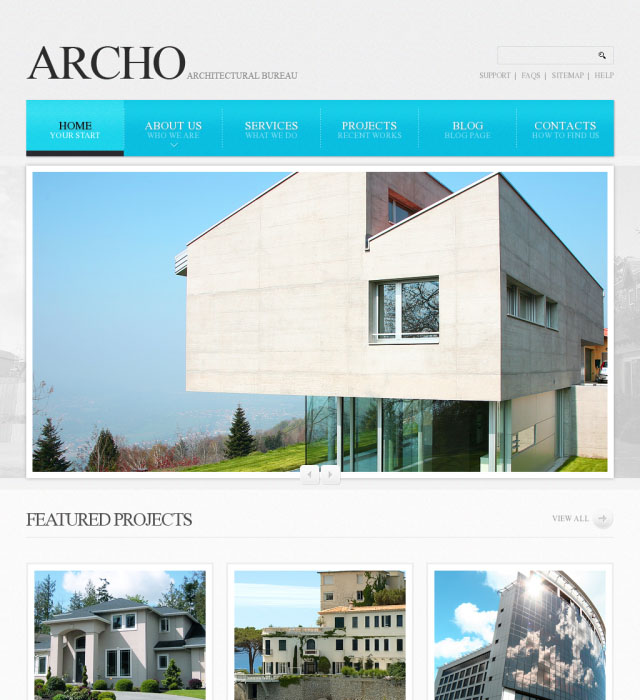 ARCHO ARCHITECTURAL BUREAU
SUPPORT | FAQS | SITEMAP | HELP
HOME ABOUT US SERVICES PROJECTS BLOG CONTACTS
YOUR START WHO WE ARE WHAT WE DO RECENT WORKS BLOG PAGE HOW TO FIND US
FEATURED PROJECTS
VIEW ALL